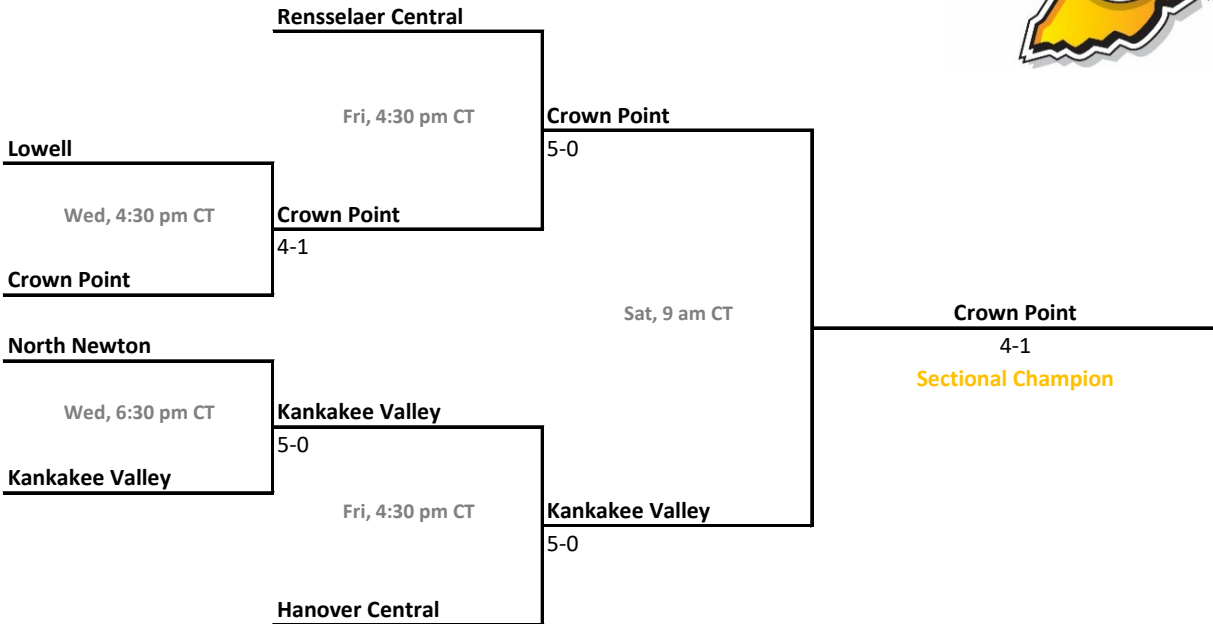 Rensselaer Central
Fri, 4:30 pm CT
Crown Point
5-0
Lowell
Wed, 4:30 pm CT
Crown Point
4-1
Crown Point
Sat, 9 am CT
Crown Point
4-1
Sectional Champion
North Newton
Wed, 6:30 pm CT
Kankakee Valley
5-0
Kankakee Valley
Fri, 4:30 pm CT
Kankakee Valley
5-0
Hanover Central